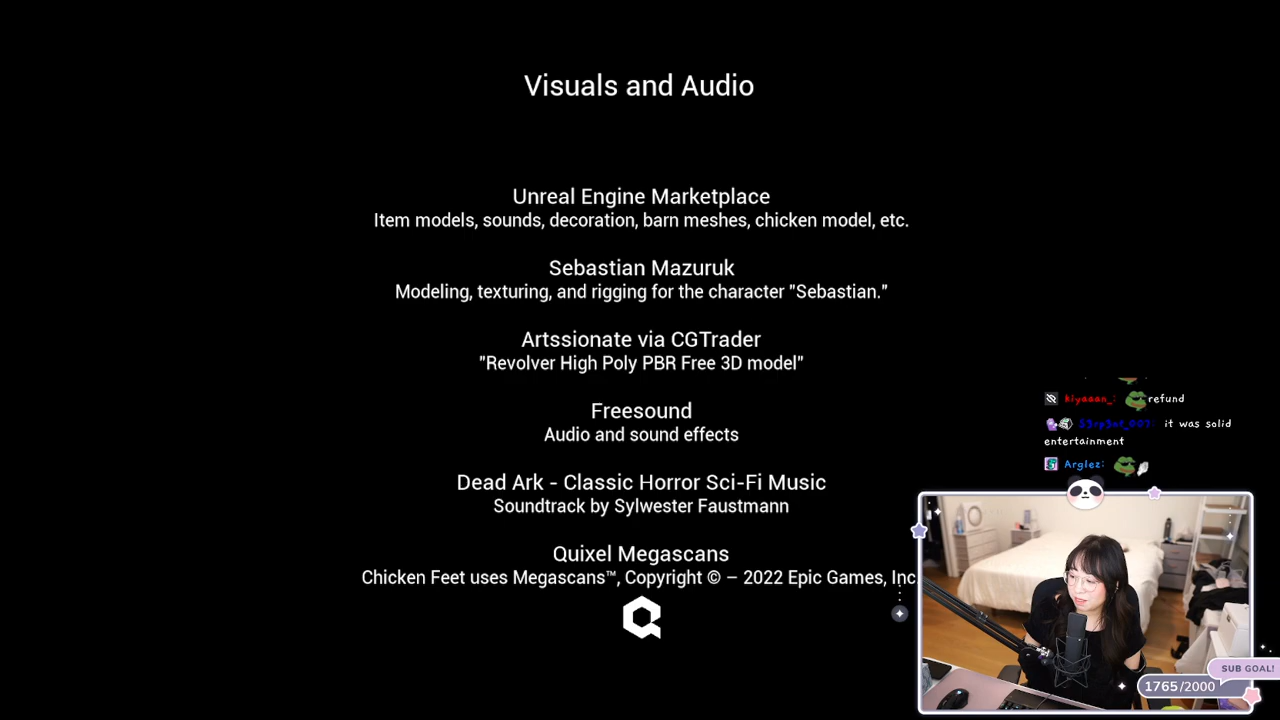 Visuals and Audio
Unreal Engine Marketplace
Item models, sounds, decoration, barn meshes, chicken model, etc.
Sebastian Mazuruk
Modeling, texturing, and rigging for the character "Sebastian."
Artssionate via CGTrader
"Revolver High Poly PBR Free 3D model"
Freesound
Audio and sound effects
Dead Ark - Classic Horror Sci-Fi Music
Soundtrack by Sylwester Faustmann
Quixel Megascans
Chicken Feet uses Megascans™, Copyright © – 2022 Epic Games, Inc
kiyaaan_: refund
it was solid
entertainment
Arglez:
SUB GOAL!
1765/2000